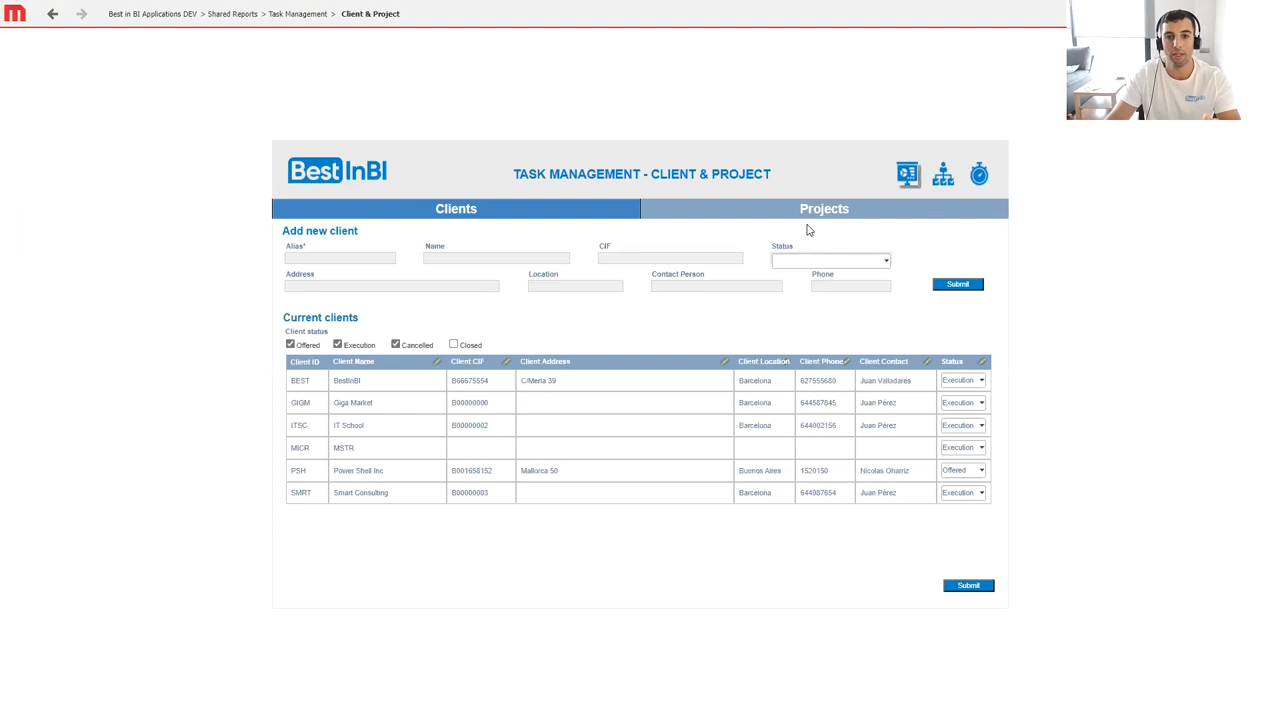 Best in BI Applications DEV > Shared Reports > Task Management > Client & Project
BestInBI
TASK MANAGEMENT - CLIENT & PROJECT
Clients Projects
Add new client
Alias* Name CIF Status
Address Location Contact Person Phone
Submit
Current clients
Client status
Offered Execution Cancelled Closed
Client ID Client Name Client CIF Client Address Client Location Client Phone Client Contact Status
BEST BestInBI B66675554 C/Merla 39 Barcelona 627555680 Juan Valladares Execution
GIGM Giga Market B00000000 Barcelona 644587845 Juan Pérez Execution
ITSC IT School B00000002 Barcelona 644002156 Juan Pérez Execution
MICR MSTR Execution
PSH Power Shell Inc B001658152 Mallorca 50 Buenos Aires 1520150 Nicolas Oharriz Offered
SMRT Smart Consulting B00000003 Barcelona 644987654 Juan Pérez Execution
Submit